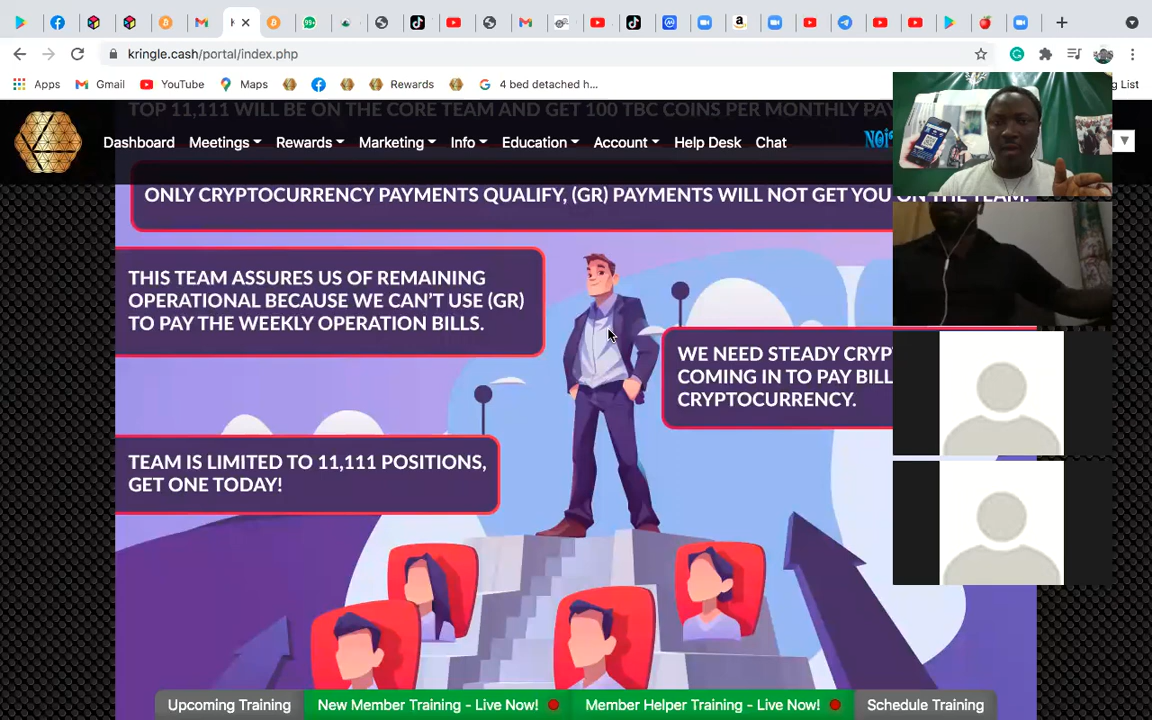 99+
kringle.cash/portal/index.php
Apps Gmail YouTube Maps Rewards 4 bed detached h...
TOP 11,111 WILL BE ON THE CORE TEAM AND GET 100 TBC COINS PER MONTHLY PAY
Dashboard Meetings Rewards Marketing Info Education Account Help Desk Chat
ONLY CRYPTOCURRENCY PAYMENTS QUALIFY, (GR) PAYMENTS WILL NOT GET YOU ON THE TEAM.
THIS TEAM ASSURES US OF REMAINING
OPERATIONAL BECAUSE WE CAN'T USE (GR)
TO PAY THE WEEKLY OPERATION BILLS.
WE NEED STEADY CRYP
COMING IN TO PAY BILL
CRYPTOCURRENCY.
TEAM IS LIMITED TO 11,111 POSITIONS,
GET ONE TODAY!
Upcoming Training New Member Training - Live Now! Member Helper Training - Live Now! Schedule Training